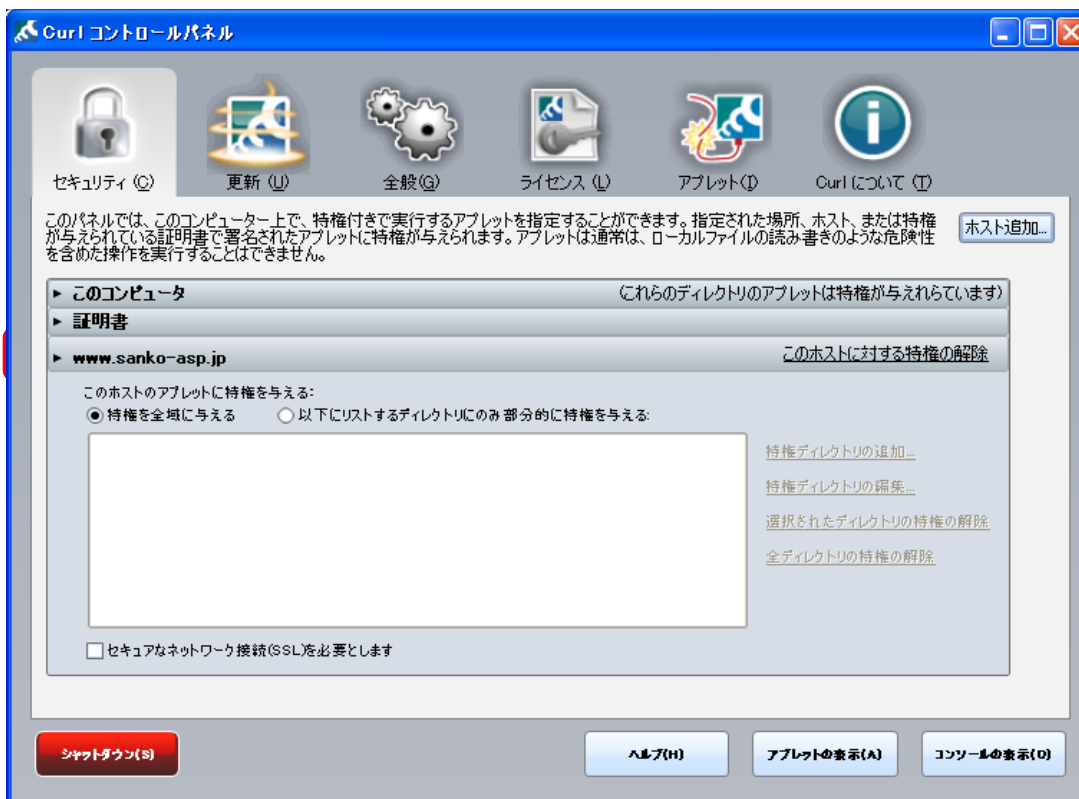 Curl コントロールパネル
セキュリティ (C)
更新 (U)
全般(G)
ライセンス (L)
アプレット(I)
Curl について (T)
このパネルでは、このコンピューター上で、特権付きで実行するアプレットを指定することができます。指定された場所、ホスト、または特権
が与えられている証明書で署名されたアプレットに特権が与えられます。アプレットは通常は、ローカルファイルの読み書きのような危険性
を含めた操作を実行することはできません。
ホスト追加...
このコンピュータ
(これらのディレクトリのアプレットは特権が与えれらています)
証明書
www.sanko-asp.jp
このホストに対する特権の解除
このホストのアプレットに特権を与える:
特権を全域に与える
以下にリストするディレクトリにのみ部分的に特権を与える:
特権ディレクトリの追加...
特権ディレクトリの編集...
選択されたディレクトリの特権の解除
全ディレクトリの特権の解除
セキュアなネットワーク接続(SSL)を必要とします
シャットダウン(S)
ヘルプ(H)
アプレットの表示(A)
コンソールの表示(O)